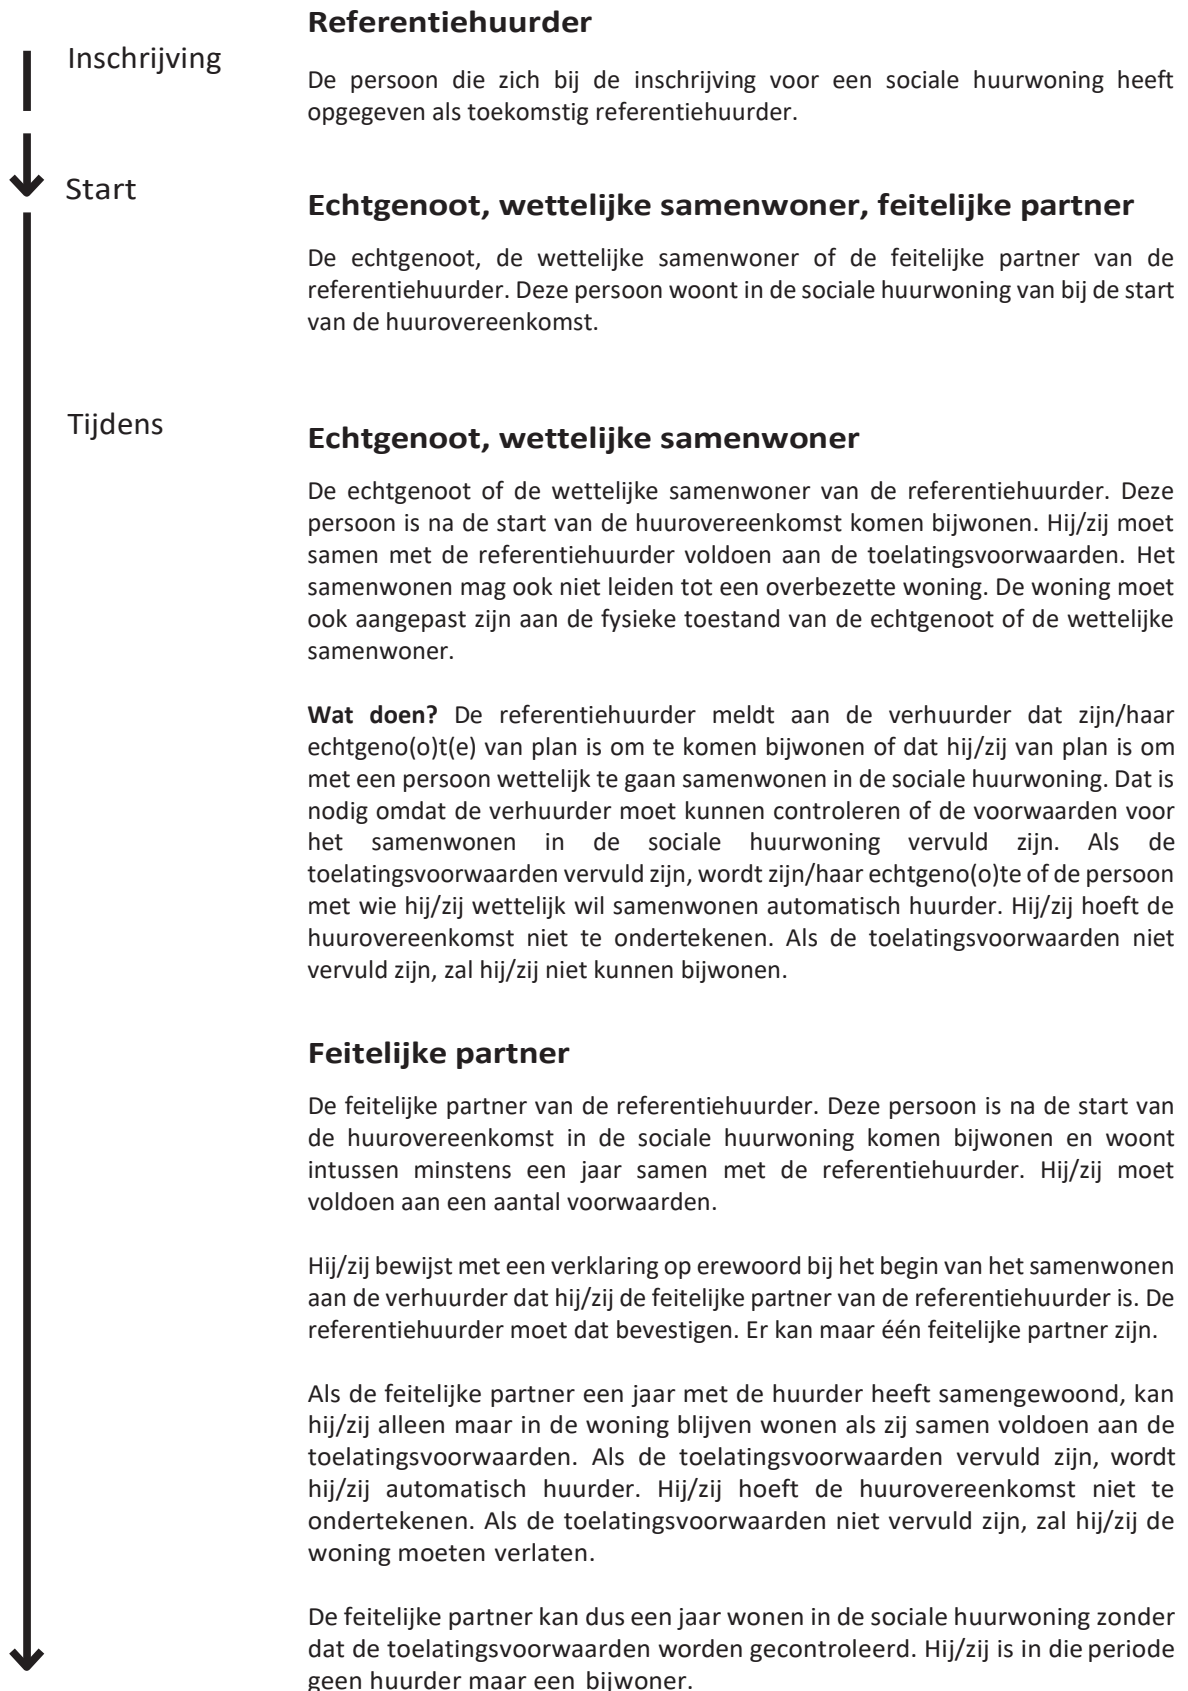 Referentiehuurder
Inschrijving
De persoon die zich bij de inschrijving voor een sociale huurwoning heeft
opgegeven als toekomstig referentiehuurder.
Start
Echtgenoot, wettelijke samenwoner, feitelijke partner
De echtgenoot, de wettelijke samenwoner of de feitelijke partner van de
referentiehuurder. Deze persoon woont in de sociale huurwoning van bij de start
van de huurovereenkomst.
Tijdens
Echtgenoot, wettelijke samenwoner
De echtgenoot of de wettelijke samenwoner van de referentiehuurder. Deze
persoon is na de start van de huurovereenkomst komen bijwonen. Hij/zij moet
samen met de referentiehuurder voldoen aan de toelatingsvoorwaarden. Het
samenwonen mag ook niet leiden tot een overbezette woning. De woning moet
ook aangepast zijn aan de fysieke toestand van de echtgenoot of de wettelijke
samenwoner.
Wat doen? De referentiehuurder meldt aan de verhuurder dat zijn/haar
echtgeno(o)t(e) van plan is om te komen bijwonen of dat hij/zij van plan is om
met een persoon wettelijk te gaan samenwonen in de sociale huurwoning. Dat is
nodig omdat de verhuurder moet kunnen controleren of de voorwaarden voor
het samenwonen in de sociale huurwoning vervuld zijn. Als de
toelatingsvoorwaarden vervuld zijn, wordt zijn/haar echtgeno(o)te of de persoon
met wie hij/zij wettelijk wil samenwonen automatisch huurder. Hij/zij hoeft de
huurovereenkomst niet te ondertekenen. Als de toelatingsvoorwaarden niet
vervuld zijn, zal hij/zij niet kunnen bijwonen.
Feitelijke partner
De feitelijke partner van de referentiehuurder. Deze persoon is na de start van
de huurovereenkomst in de sociale huurwoning komen bijwonen en woont
intussen minstens een jaar samen met de referentiehuurder. Hij/zij moet
voldoen aan een aantal voorwaarden.
Hij/zij bewijst met een verklaring op erewoord bij het begin van het samenwonen
aan de verhuurder dat hij/zij de feitelijke partner van de referentiehuurder is. De
referentiehuurder moet dat bevestigen. Er kan maar één feitelijke partner zijn.
Als de feitelijke partner een jaar met de huurder heeft samengewoond, kan
hij/zij alleen maar in de woning blijven wonen als zij samen voldoen aan de
toelatingsvoorwaarden. Als de toelatingsvoorwaarden vervuld zijn, wordt
hij/zij automatisch huurder. Hij/zij hoeft de huurovereenkomst niet te
ondertekenen. Als de toelatingsvoorwaarden niet vervuld zijn, zal hij/zij de
woning moeten verlaten.
De feitelijke partner kan dus een jaar wonen in de sociale huurwoning zonder
dat de toelatingsvoorwaarden worden gecontroleerd. Hij/zij is in die periode
geen huurder maar een bijwoner.